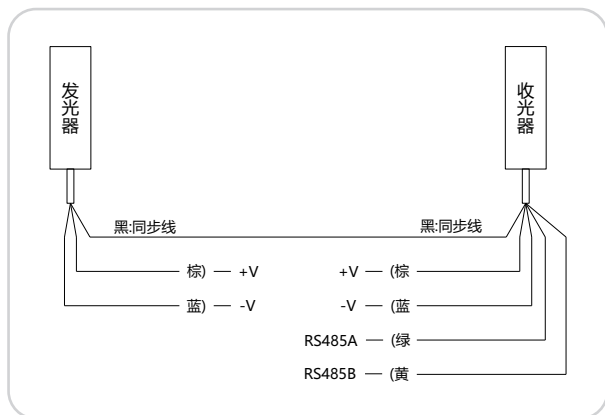 发光器
收光器
黑:同步线
黑:同步线
棕) — +V
+V — (棕
蓝) — -V
-V — (蓝
RS485A — (绿
RS485B — (黄